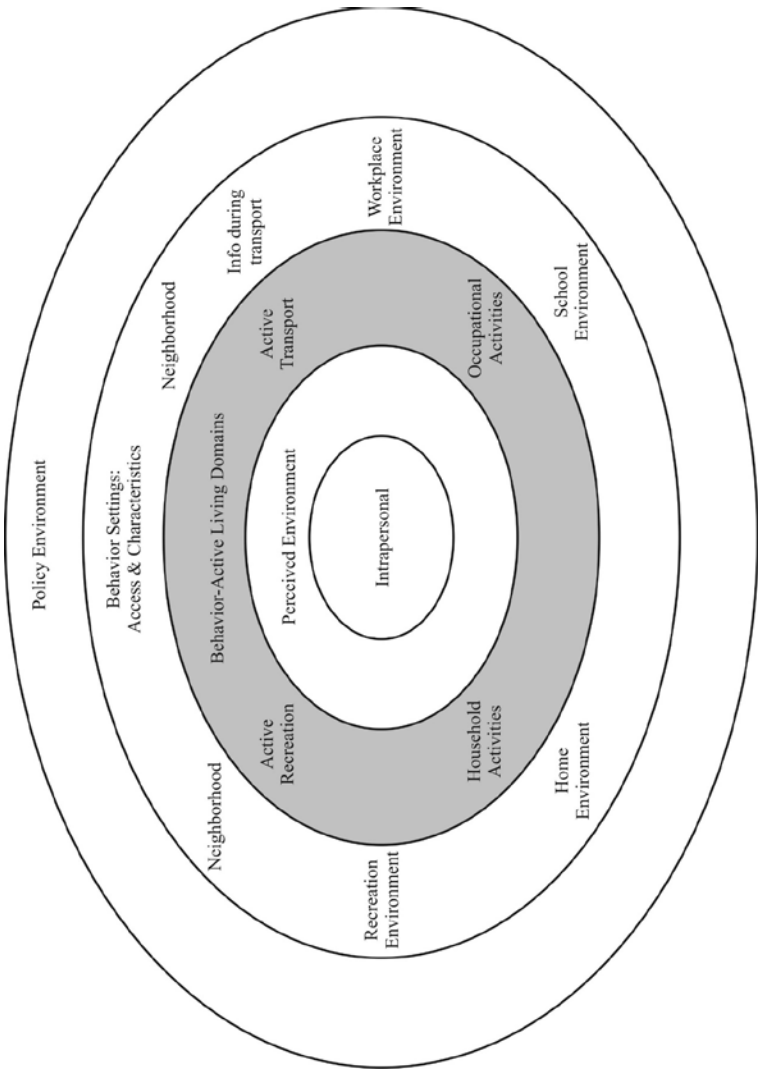 Policy Environment
Behavior Settings:
Access & Characteristics
Neighborhood
Neighborhood
Behavior-Active Living Domains
Info during
transport
Active
Recreation
Active
Transport
Perceived Environment
Intrapersonal
Recreation
Environment
Workplace
Environment
Household
Activities
Occupational
Activities
Home
Environment
School
Environment